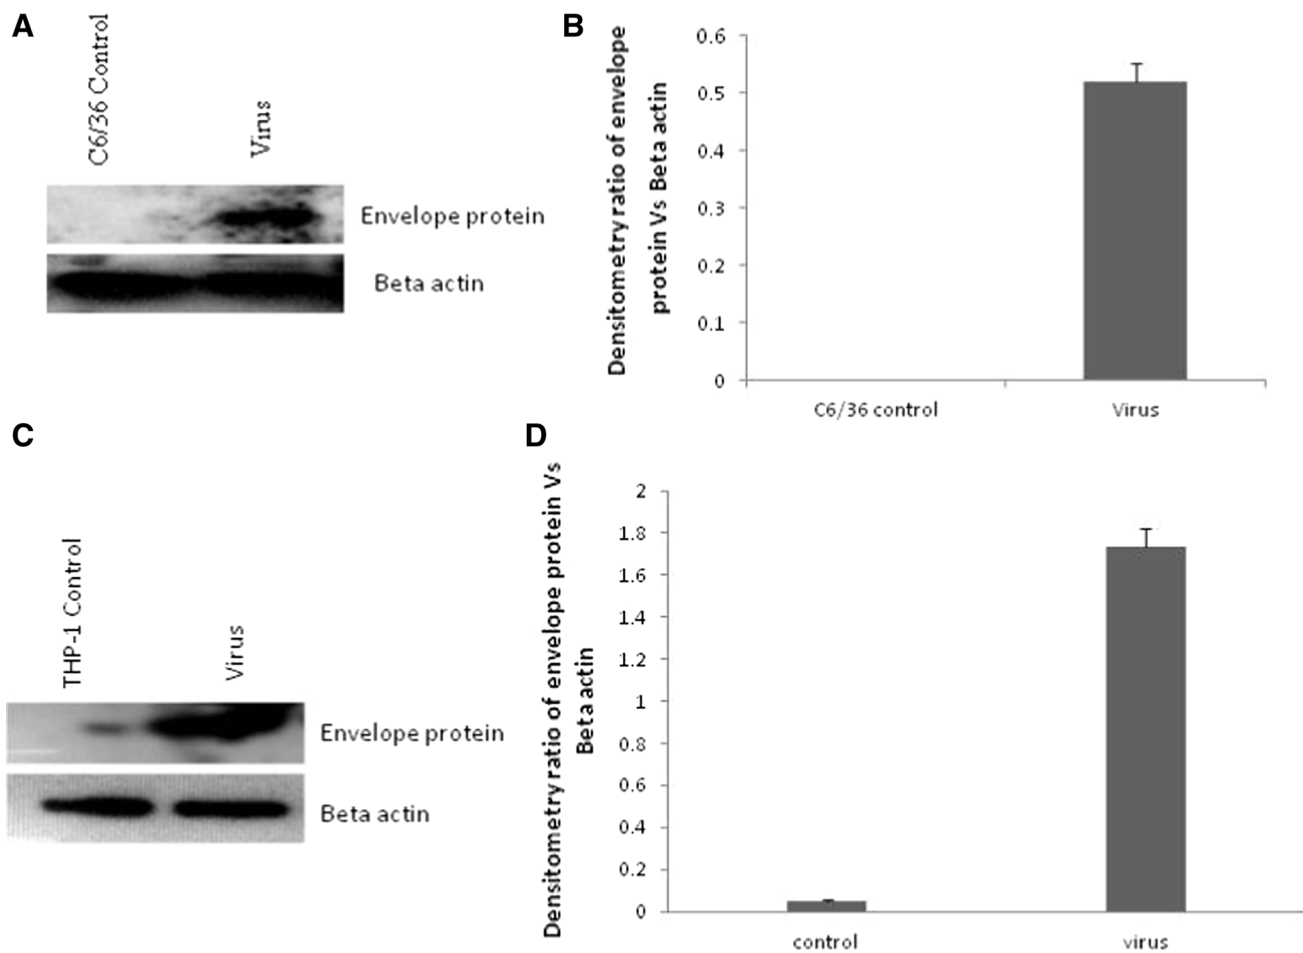 A
C6/36 Control
Virus
Envelope protein
Beta actin
B
Densitometry ratio of envelope
protein Vs Beta actin
0.6
0.5
0.4
0.3
0.2
0.1
0
C6/36 control
Virus
C
THP-1 Control
Virus
Envelope protein
Beta actin
D
Densitometry ratio of envelope protein Vs
Beta actin
2
1.8
1.6
1.4
1.2
1
0.8
0.6
0.4
0.2
0
control
virus